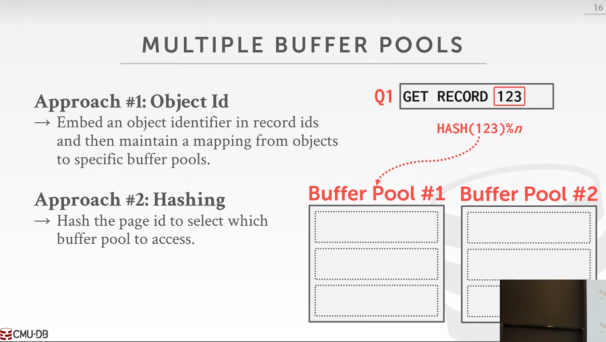 16
MULTIPLE BUFFER POOLS
Approach #1: Object Id
→ Embed an object identifier in record ids
and then maintain a mapping from objects
to specific buffer pools.
Approach #2: Hashing
→ Hash the page id to select which
buffer pool to access.
Q1 GET RECORD 123
HASH(123)%n
Buffer Pool #1
Buffer Pool #2
CMU·DB